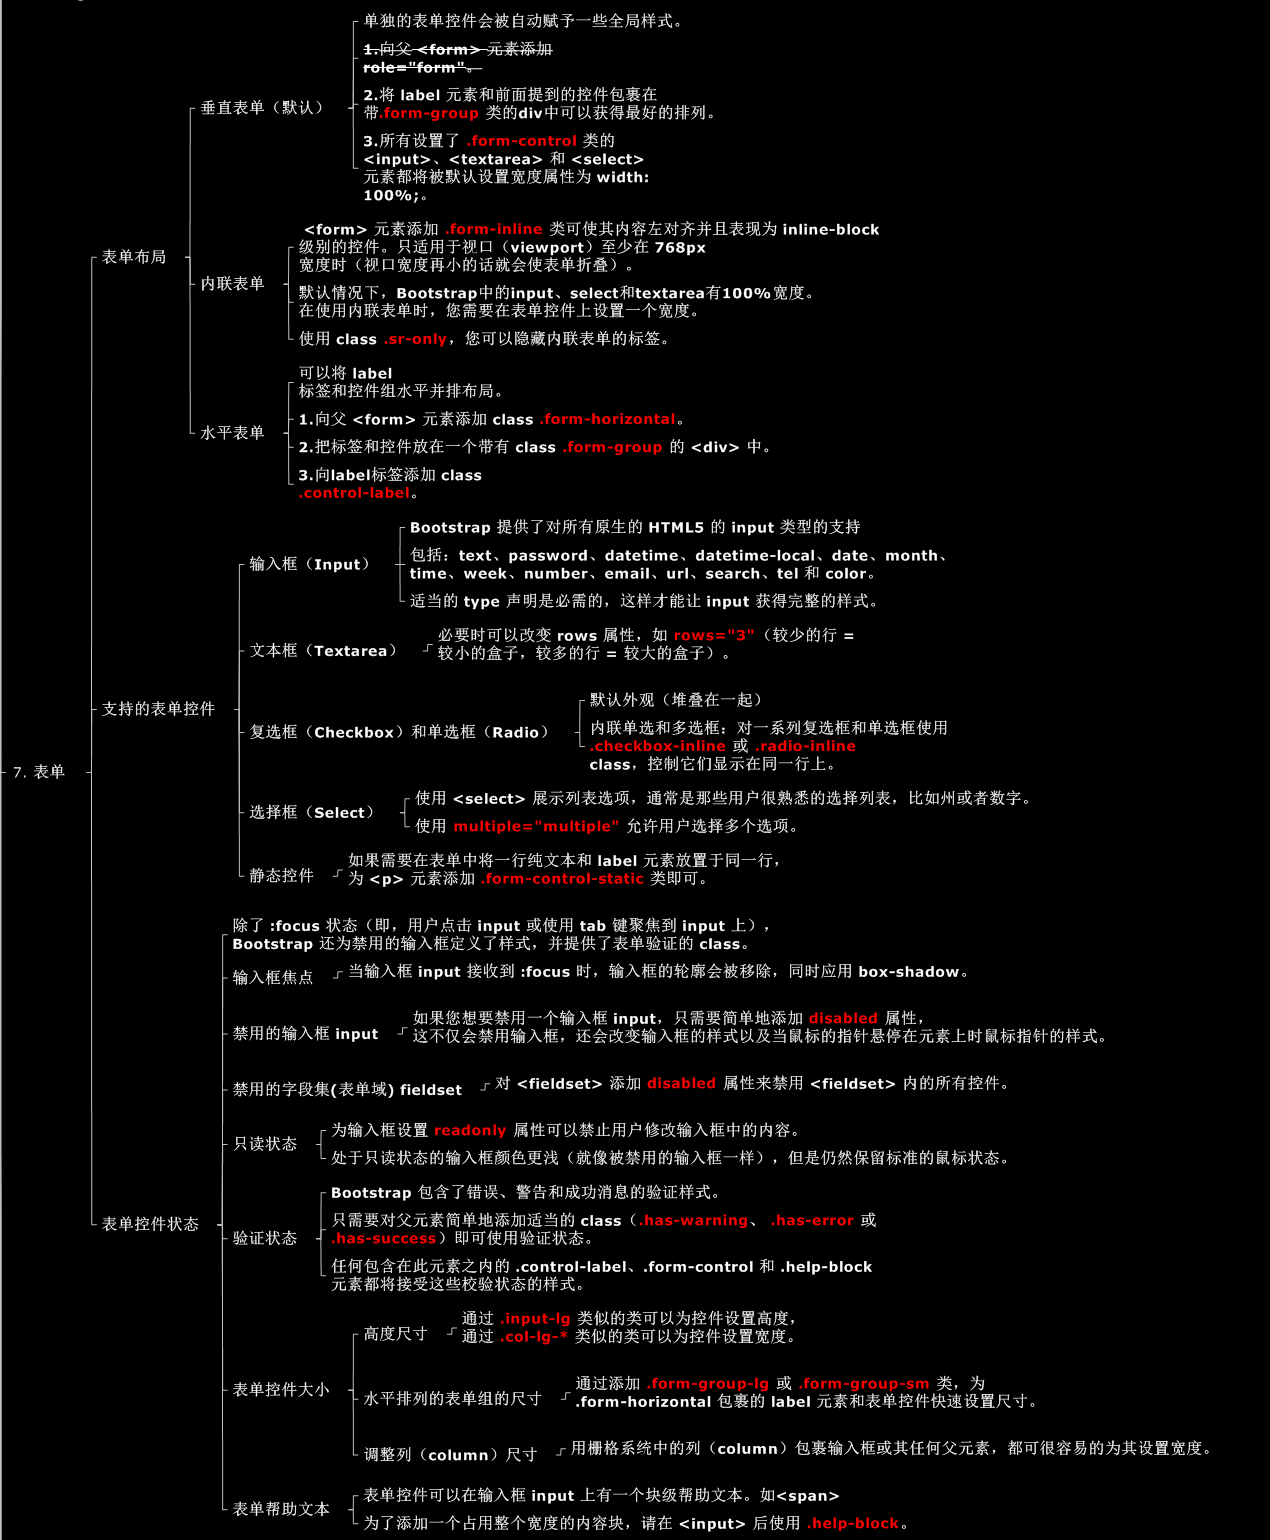 7. 表单
表单布局
垂直表单（默认）
单独的表单控件会被自动赋予一些全局样式。
1.向父 <form> 元素添加
role="form"。
2.将 label 元素和前面提到的控件包裹在
带.form-group 类的div中可以获得最好的排列。
3.所有设置了 .form-control 类的
<input>、<textarea> 和 <select>
元素都将被默认设置宽度属性为 width:
100%;。
内联表单
<form> 元素添加 .form-inline 类可使其内容左对齐并且表现为 inline-block
级别的控件。只适用于视口（viewport）至少在 768px
宽度时（视口宽度再小的话就会使表单折叠）。
默认情况下，Bootstrap中的input、select和textarea有100%宽度。
在使用内联表单时，您需要在表单控件上设置一个宽度。
使用 class .sr-only，您可以隐藏内联表单的标签。
水平表单
可以将 label
标签和控件组水平并排布局。
1.向父 <form> 元素添加 class .form-horizontal。
2.把标签和控件放在一个带有 class .form-group 的 <div> 中。
3.向label标签添加 class
.control-label。
支持的表单控件
输入框（Input）
Bootstrap 提供了对所有原生的 HTML5 的 input 类型的支持
包括：text、password、datetime、datetime-local、date、month、
time、week、number、email、url、search、tel 和 color。
适当的 type 声明是必需的，这样才能让 input 获得完整的样式。
文本框（Textarea）
必要时可以改变 rows 属性，如 rows="3"（较少的行 =
较小的盒子，较多的行 = 较大的盒子）。
复选框（Checkbox）和单选框（Radio）
默认外观（堆叠在一起）
内联单选和多选框：对一系列复选框和单选框使用
.checkbox-inline 或 .radio-inline
class，控制它们显示在同一行上。
选择框（Select）
使用 <select> 展示列表选项，通常是那些用户很熟悉的选择列表，比如州或者数字。
使用 multiple="multiple" 允许用户选择多个选项。
静态控件
如果需要在表单中将一行纯文本和 label 元素放置于同一行，
为 <p> 元素添加 .form-control-static 类即可。
表单控件状态
除了 :focus 状态（即，用户点击 input 或使用 tab 键聚焦到 input 上），
Bootstrap 还为禁用的输入框定义了样式，并提供了表单验证的 class。
输入框焦点
当输入框 input 接收到 :focus 时，输入框的轮廓会被移除，同时应用 box-shadow。
禁用的输入框 input
如果您想要禁用一个输入框 input，只需要简单地添加 disabled 属性，
这不仅会禁用输入框，还会改变输入框的样式以及当鼠标的指针悬停在元素上时鼠标指针的样式。
禁用的字段集(表单域) fieldset
对 <fieldset> 添加 disabled 属性来禁用 <fieldset> 内的所有控件。
只读状态
为输入框设置 readonly 属性可以禁止用户修改输入框中的内容。
处于只读状态的输入框颜色更浅（就像被禁用的输入框一样），但是仍然保留标准的鼠标状态。
验证状态
Bootstrap 包含了错误、警告和成功消息的验证样式。
只需要对父元素简单地添加适当的 class（.has-warning、 .has-error 或
.has-success）即可使用验证状态。
任何包含在此元素之内的 .control-label、.form-control 和 .help-block
元素都将接受这些校验状态的样式。
表单控件大小
高度尺寸
通过 .input-lg 类似的类可以为控件设置高度，
通过 .col-lg-* 类似的类可以为控件设置宽度。
水平排列的表单组的尺寸
通过添加 .form-group-lg 或 .form-group-sm 类，为
.form-horizontal 包裹的 label 元素和表单控件快速设置尺寸。
调整列（column）尺寸
用栅格系统中的列（column）包裹输入框或其任何父元素，都可很容易的为其设置宽度。
表单帮助文本
表单控件可以在输入框 input 上有一个块级帮助文本。如<span>
为了添加一个占用整个宽度的内容块，请在 <input> 后使用 .help-block。